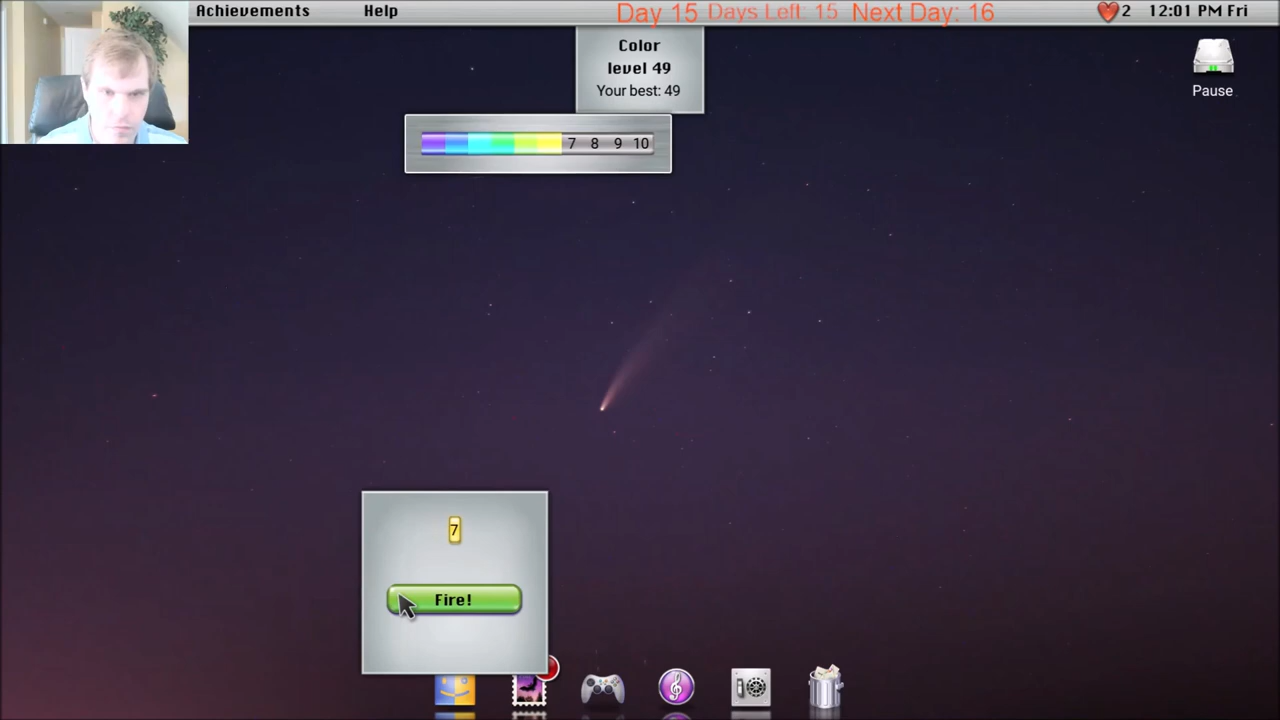 Achievements Help Day 15 Days Left: 15 Next Day: 16 2 12:01 PM Fri
Color
level 49
Your best: 49
Pause
7 8 9 10
7
Fire!